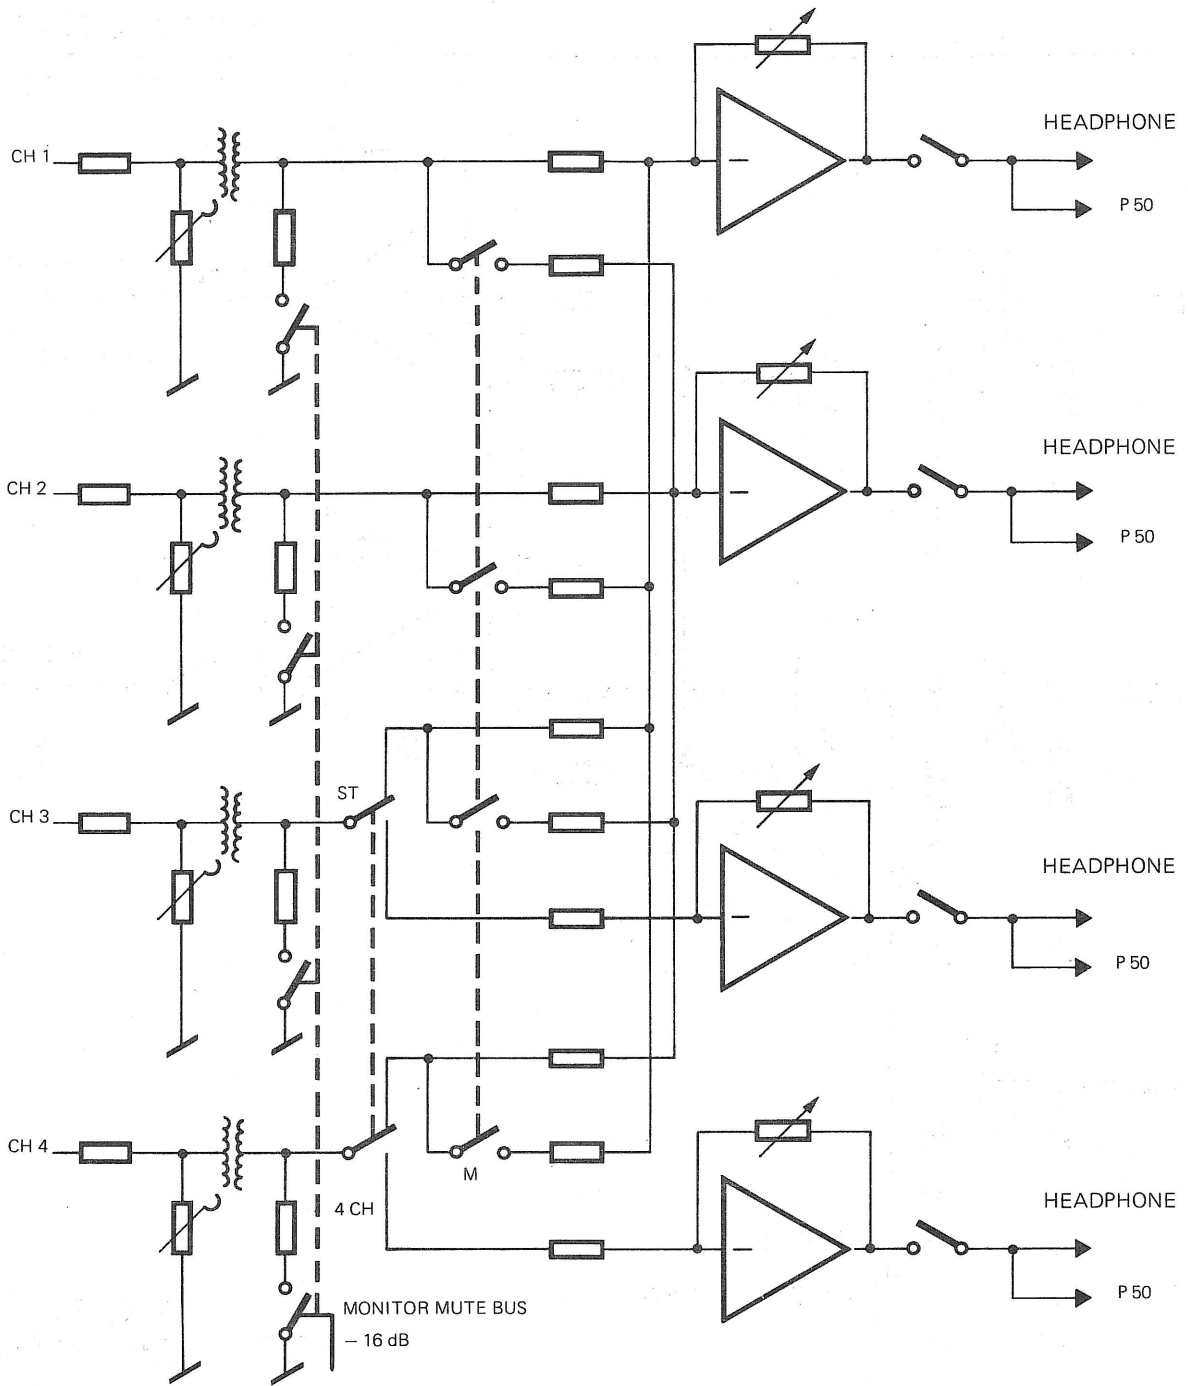 HEADPHONE
CH 1
P 50
HEADPHONE
CH 2
P 50
ST
CH 3
HEADPHONE
P 50
CH 4
M
HEADPHONE
4 CH
P 50
MONITOR MUTE BUS
– 16 dB